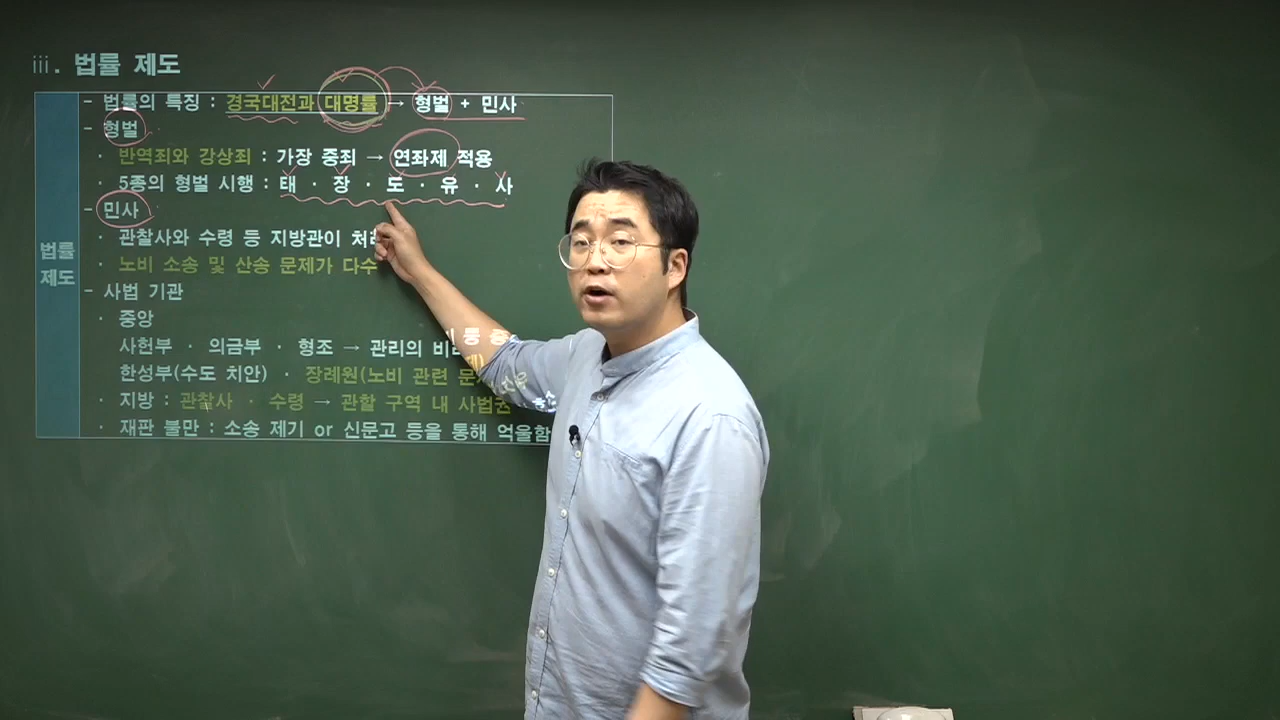 ⅲ. 법률 제도
법률 제도
- 법률의 특징 : 경국대전과 대명률 → 형벌 + 민사
- 형벌
· 반역죄와 강상죄 : 가장 중죄 → 연좌제 적용
· 5종의 형벌 시행 : 태 · 장 · 도 · 유 · 사
- 민사
· 관찰사와 수령 등 지방관이
· 노비 소송 및 산송 문제가 다수
- 사법 기관
· 중앙
사헌부 · 의금부 · 형조 → 관리의
한성부(수도 치안) · 장례원(노비 관련
· 지방 : 관찰사 · 수령 → 관할 구역 내 사법권
· 재판 불만 : 소송 제기 or 신문고 등을 통해 억울함